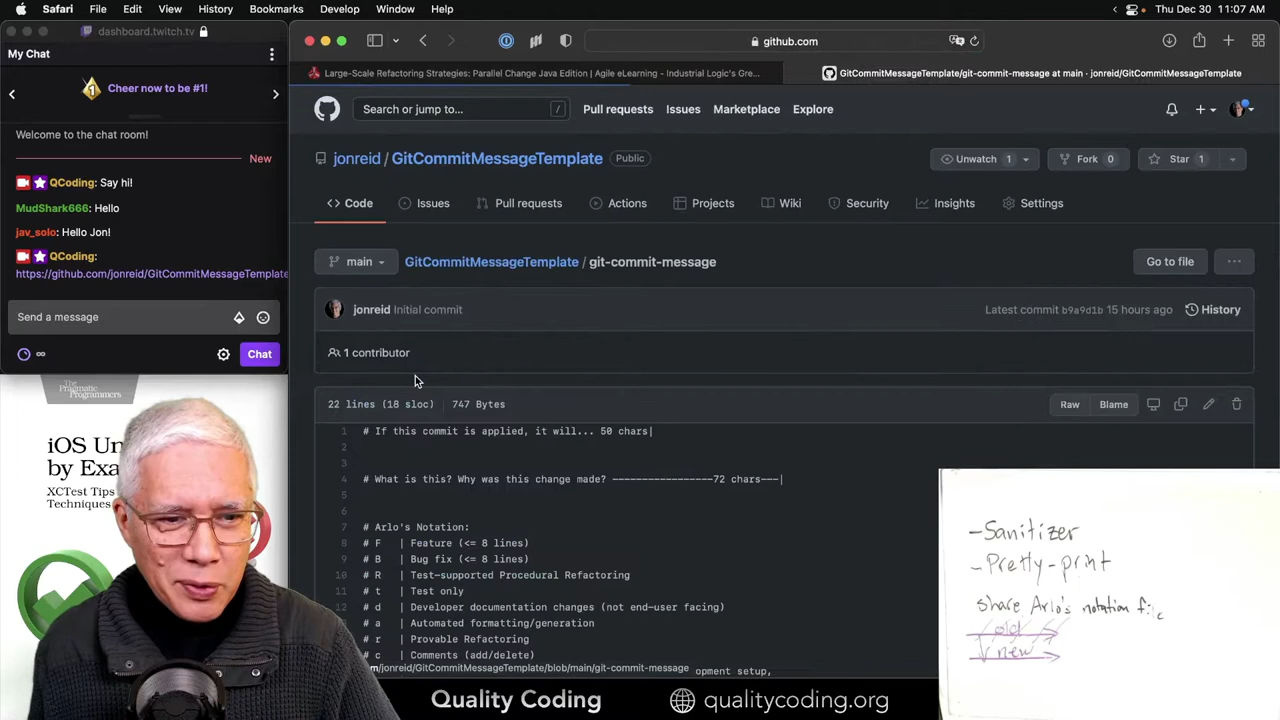 Safari File Edit View History Bookmarks Develop Window Help
Thu Dec 30 11:07 AM
dashboard.twitch.tv
My Chat
Cheer now to be #1!
Welcome to the chat room!
New
QCoding: Say hi!
MudShark666: Hello
jav_solo: Hello Jon!
QCoding:
https://github.com/jonreid/GitCommitMessageTemplate
Send a message
Chat
The Pragmatic Programmers
iOS Un
by Exa
XCTest Tips
Techniques
github.com
Large-Scale Refactoring Strategies: Parallel Change Java Edition | Agile eLearning - Industrial Logic's Gre...
GitCommitMessageTemplate/git-commit-message at main · jonreid/GitCommitMessageTemplate
Search or jump to... /
Pull requests Issues Marketplace Explore
jonreid / GitCommitMessageTemplate Public
Unwatch 1 Fork 0 Star 1
<> Code Issues Pull requests Actions Projects Wiki Security Insights Settings
main GitCommitMessageTemplate / git-commit-message Go to file ...
jonreid Initial commit Latest commit b9a9d1b 15 hours ago History
1 contributor
22 lines (18 sloc) 747 Bytes Raw Blame
1 # If this commit is applied, it will... 50 chars|
2
3
4 # What is this? Why was this change made? -----------------72 chars---|
5
6
7 # Arlo's Notation:
8 # F | Feature (<= 8 lines)
9 # B | Bug fix (<= 8 lines)
10 # R | Test-supported Procedural Refactoring
11 # t | Test only
12 # d | Developer documentation changes (not end-user facing)
13 # a | Automated formatting/generation
14 # r | Provable Refactoring
15 # c | Comments (add/delete)
m/jonreid/GitCommitMessageTemplate/blob/main/git-commit-message opment setup,
- Sanitizer
- Pretty-print
share Arlo's notation file
old
new
Quality Coding qualitycoding.org